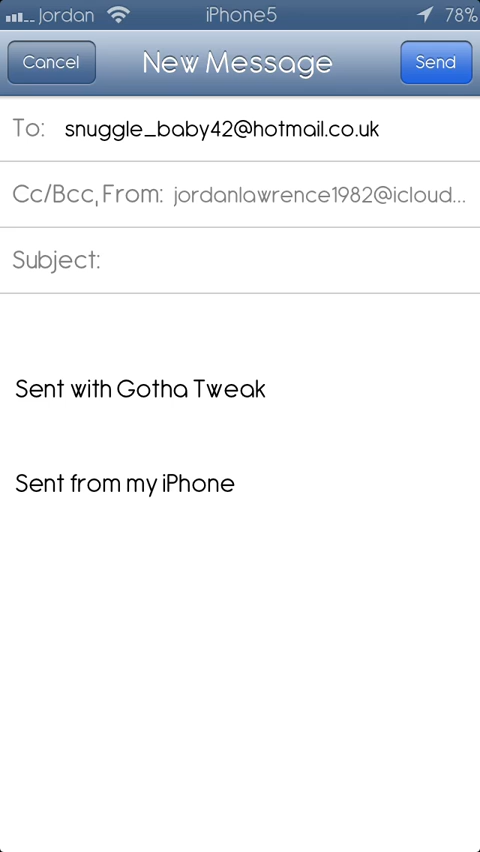 Jordan iPhone5 78%
Cancel New Message Send
To: snuggle_baby42@hotmail.co.uk
Cc/Bcc, From: jordanlawrence1982@icloud...
Subject:
Sent with Gotha Tweak
Sent from my iPhone